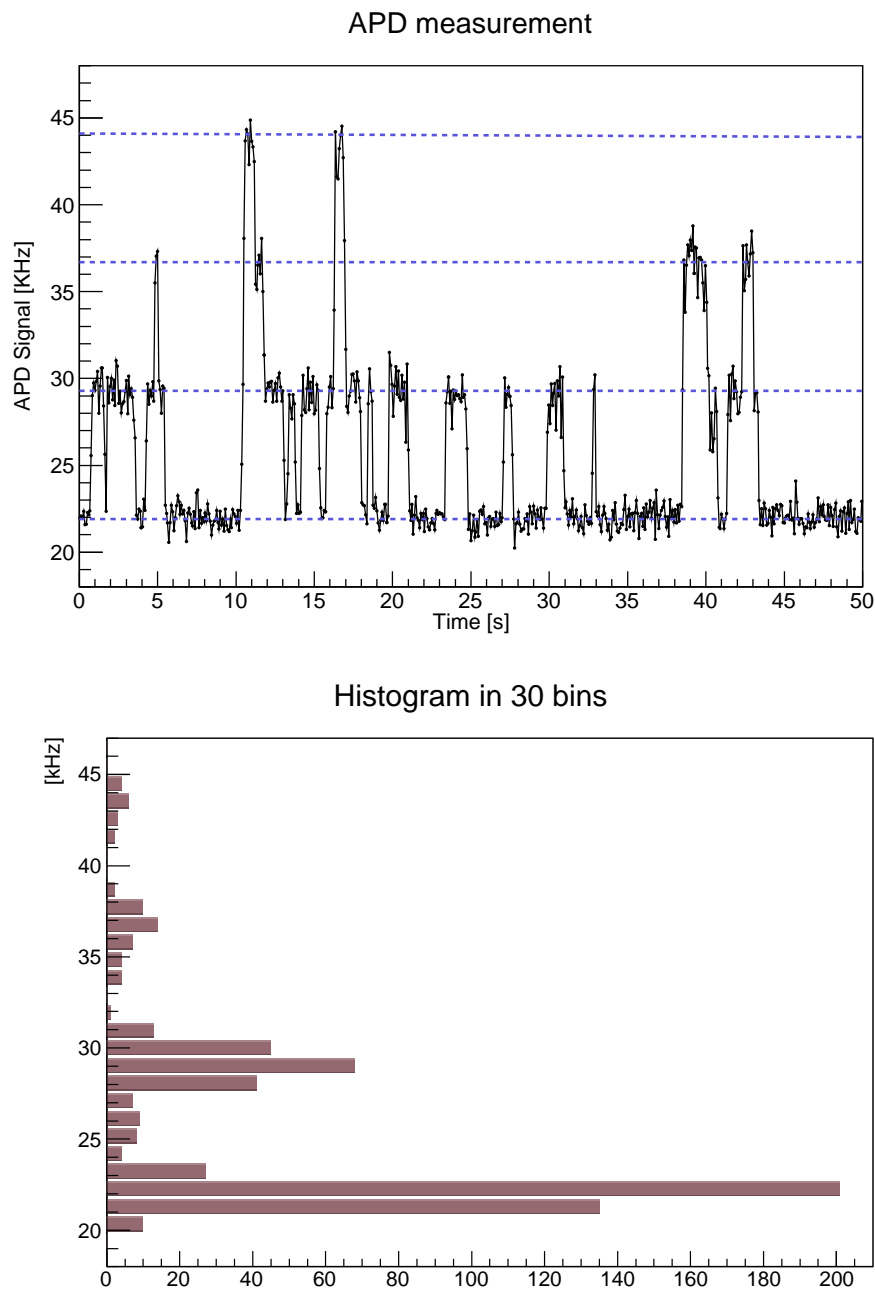 APD measurement
45
40
35
30
25
20
APD Signal [KHz]
0 5 10 15 20 25 30 35 40 45 50
Time [s]
Histogram in 30 bins
[kHz]
45
40
35
30
25
20
0 20 40 60 80 100 120 140 160 180 200